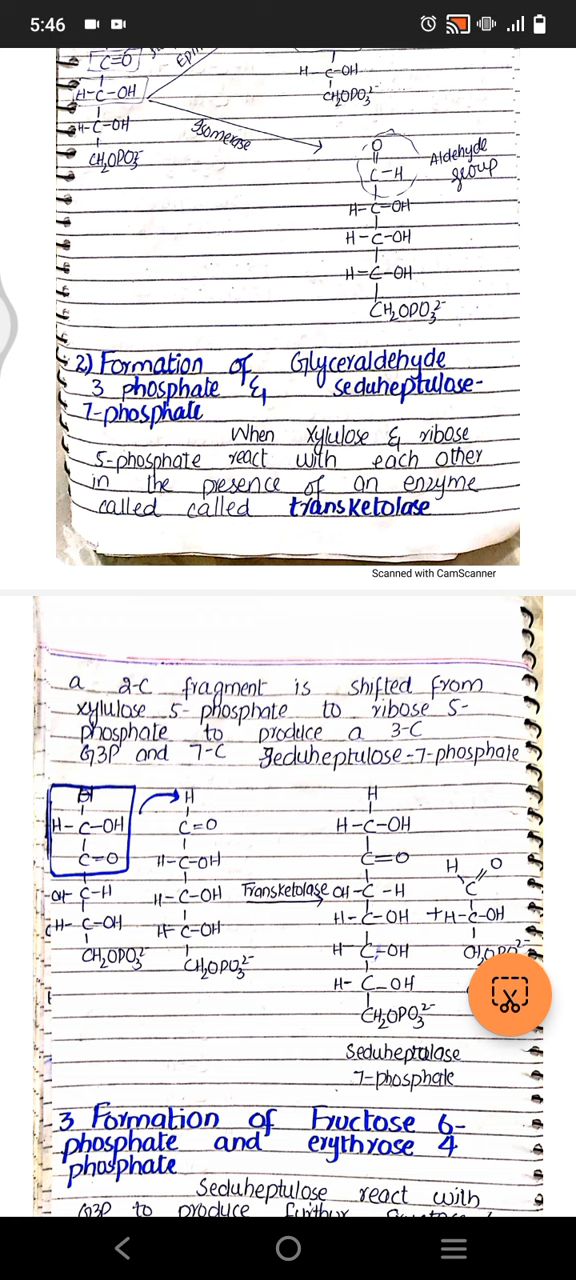 5:46
C=O
H-C-OH
H-C-OH
CH2OPO3-
H-C-OH
CH2OPO3 2-
Isomerase
O
C-H
Aldehyde
group
H-C-OH
H-C-OH
H-C-OH
CH2OPO3 2-
2) Formation of Glyceraldehyde
3 phosphate & seduheptulose-
7-phosphate
When xylulose & ribose
5-phosphate react with each other
in the presence of an enzyme
called called transketolase
Scanned with CamScanner
a 2-C fragment is shifted from
xylulose 5-phosphate to ribose 5-
phosphate to produce a 3-C
G3P and 7-C Seduheptulose-7-phosphate
H H H
H-C-OH C=O H-C-OH
C=O H-C-OH C=O H O
OH-C-H H-C-OH Transketolase OH-C-H C
H-C-OH H-C-OH H-C-OH + H-C-OH
CH2OPO3 2- CH2OPO3 2- H-C-OH CH2OPO3 2-
H-C-OH
CH2OPO3 2-
Seduheptulase
7-phosphate
3 Formation of Fructose 6-
phosphate and erythrose 4
phosphate
Seduheptulose react with
G3P to produce further